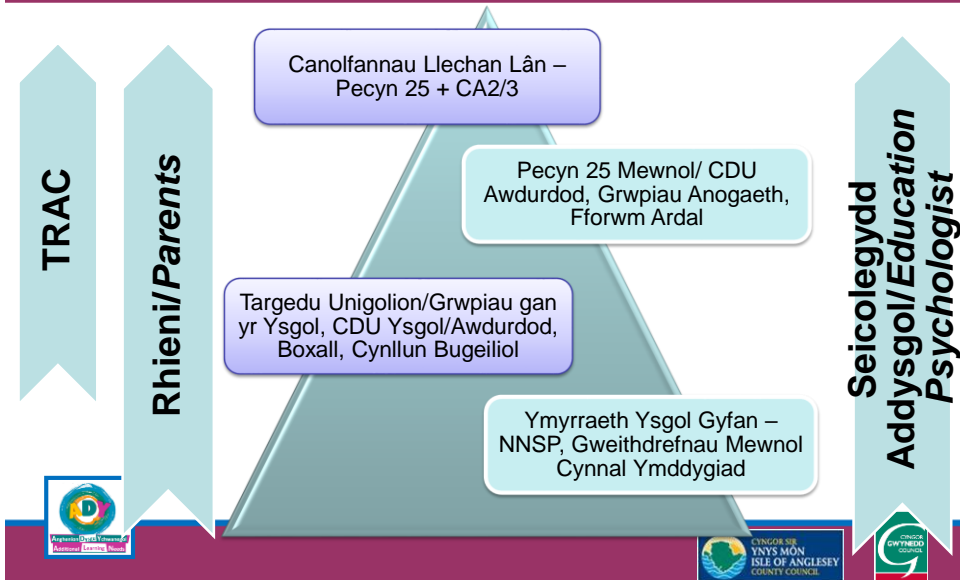 TRAC
Rhieni/Parents
Canolfannau Llechan Lân –
Pecyn 25 + CA2/3
Pecyn 25 Mewnol/ CDU
Awdurdod, Grwpiau Anogaeth,
Fforwm Ardal
Targedu Unigolion/Grwpiau gan
yr Ysgol, CDU Ysgol/Awdurdod,
Boxall, Cynllun Bugeiliol
Ymyrraeth Ysgol Gyfan –
NNSP, Gweithdrefnau Mewnol
Cynnal Ymddygiad
Seicolegydd
Addysgol/Education
Psychologist
ADY
Anghenion Dysgu Ychwanegol
Additional Learning Needs
CYNGOR SIR
YNYS MÔN
ISLE OF ANGLESEY
COUNTY COUNCIL
CYNGOR
GWYNEDD
COUNCIL